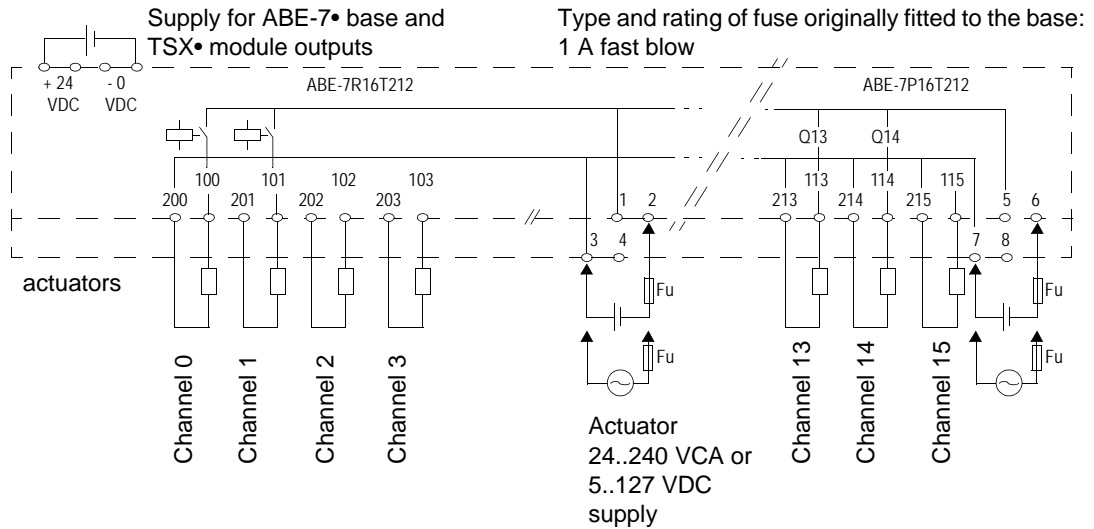 Supply for ABE-7• base and
TSX• module outputs
Type and rating of fuse originally fitted to the base:
1 A fast blow
+ 24
VDC
- 0
VDC
ABE-7R16T212
ABE-7P16T212
Q13
Q14
200
100
201
101
202
102
203
103
1
2
213
113
214
114
215
115
5
6
3
4
7
8
actuators
Fu
Fu
Fu
Fu
Channel 0
Channel 1
Channel 2
Channel 3
Channel 13
Channel 14
Channel 15
Actuator
24..240 VCA or
5..127 VDC
supply